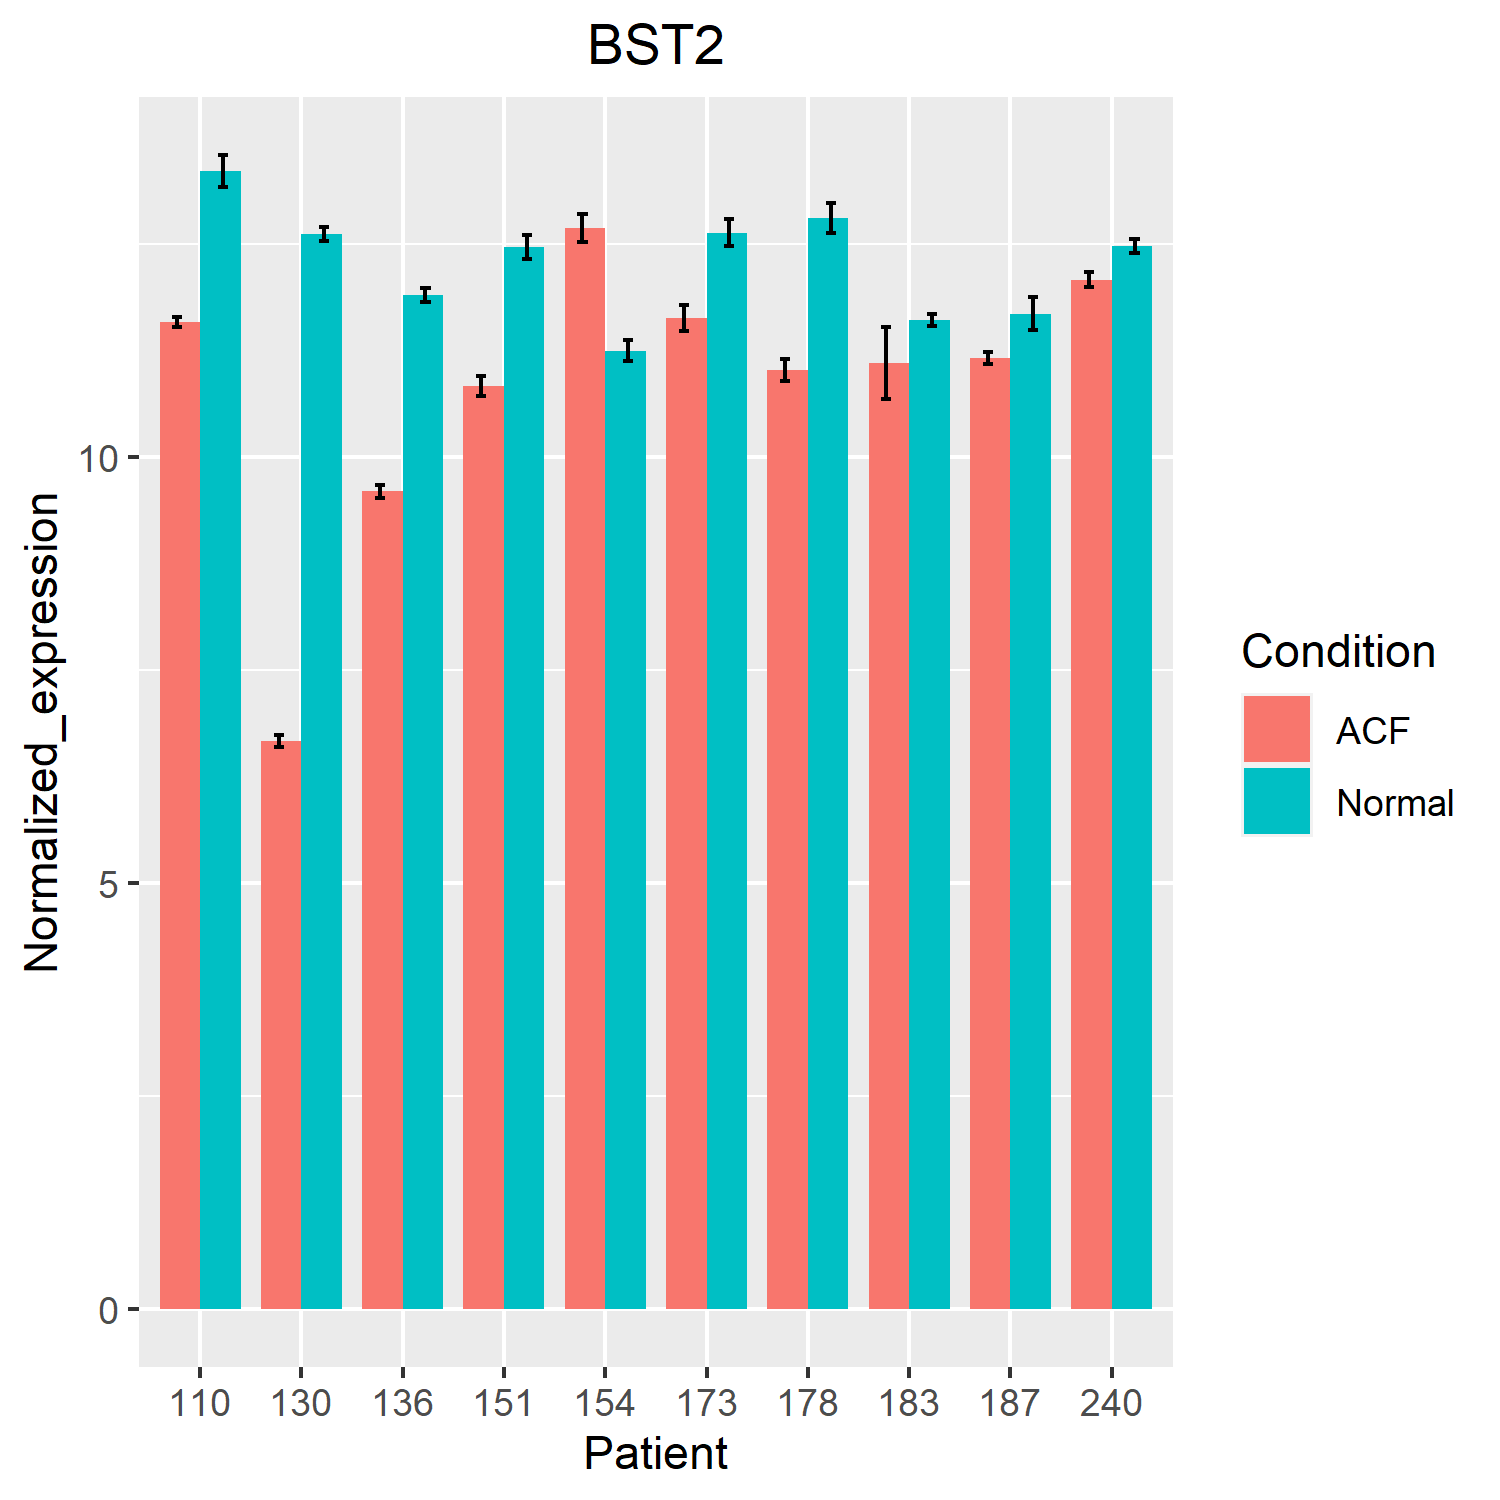 BST2
Normalized_expression
10
5
0
110 130 136 151 154 173 178 183 187 240
Patient
Condition
ACF
Normal